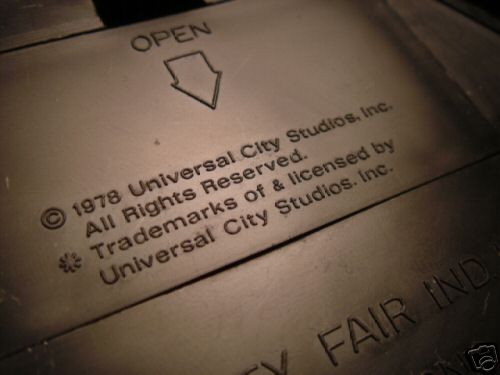 OPEN
© 1978 Universal City Studios, Inc.
All Rights Reserved.
* Trademarks of & licensed by
Universal City Studios. Inc.
FAIR IND